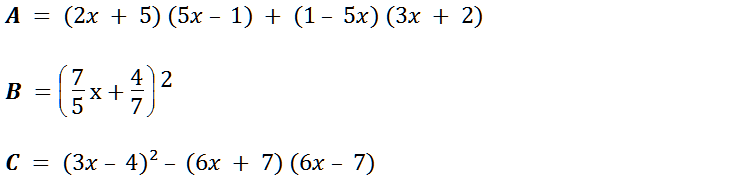 A = (2x + 5) (5x – 1) + (1 – 5x) (3x + 2)
B = (7/5 x + 4/7)²
C = (3x – 4)² – (6x + 7) (6x – 7)